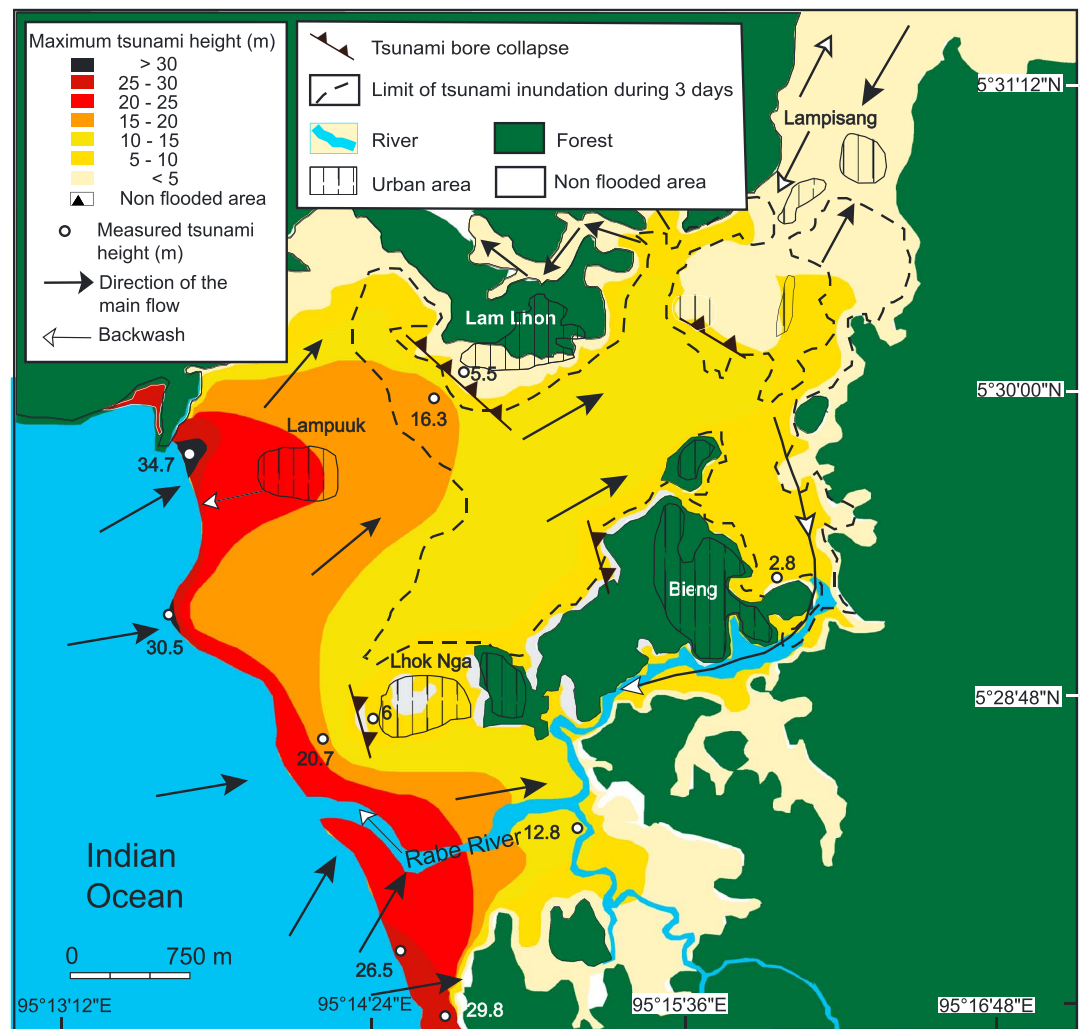 Maximum tsunami height (m)
> 30
25 - 30
20 - 25
15 - 20
10 - 15
5 - 10
< 5
Non flooded area
Measured tsunami
height (m)
Direction of the
main flow
Backwash
Tsunami bore collapse
Limit of tsunami inundation during 3 days
River
Forest
Urban area
Non flooded area
5°31'12"N
Lampisang
Lam Lhon
5.5
5°30'00"N
16.3
Lampuuk
34.7
2.8
Bieng
30.5
Lhok Nga
5°28'48"N
6
20.7
12.8
Rabe River
Indian
Ocean
0
750 m
26.5
29.8
95°13'12"E
95°14'24"E
95°15'36"E
95°16'48"E